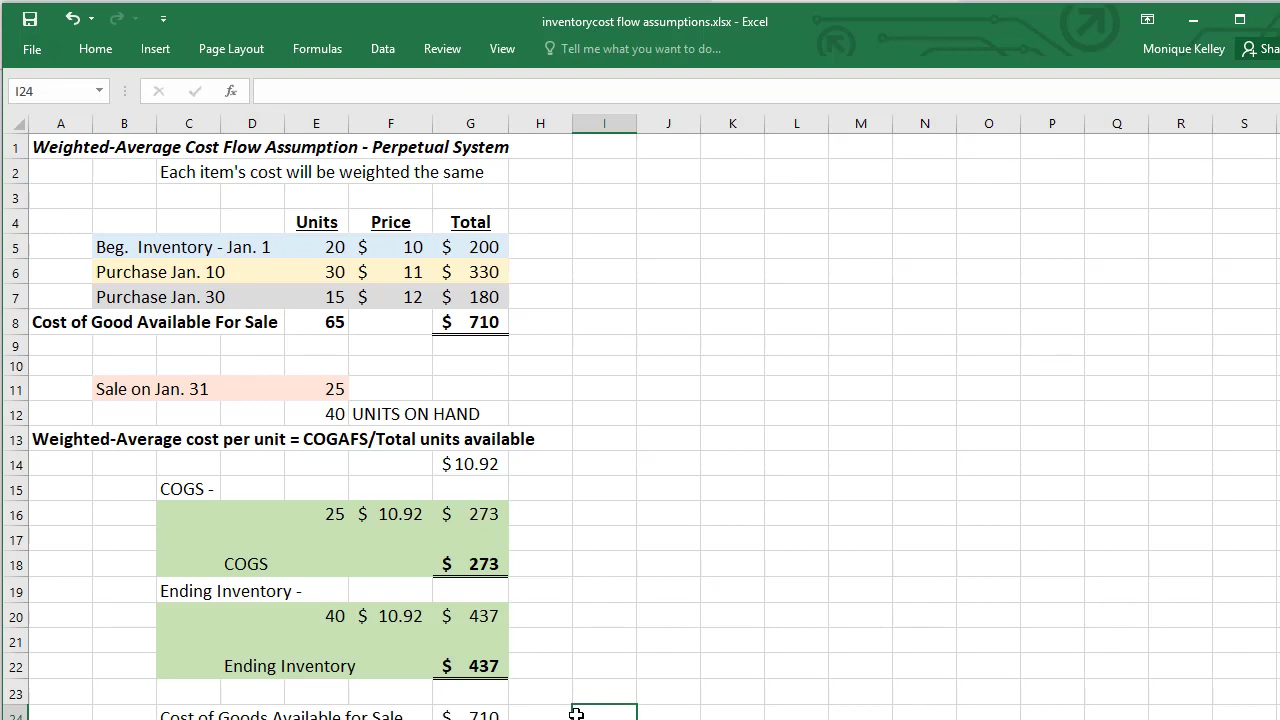 inventorycost flow assumptions.xlsx - Excel
File Home Insert Page Layout Formulas Data Review View Tell me what you want to do... Monique Kelley Sha
I24 fx
A B C D E F G H I J K L M N O P Q R S
1 Weighted-Average Cost Flow Assumption - Perpetual System
2 Each item's cost will be weighted the same
3
4 Units Price Total
5 Beg. Inventory - Jan. 1 20 $ 10 $ 200
6 Purchase Jan. 10 30 $ 11 $ 330
7 Purchase Jan. 30 15 $ 12 $ 180
8 Cost of Good Available For Sale 65 $ 710
9
10
11 Sale on Jan. 31 25
12 40 UNITS ON HAND
13 Weighted-Average cost per unit = COGAFS/Total units available
14 $10.92
15 COGS -
16 25 $ 10.92 $ 273
17
18 COGS $ 273
19 Ending Inventory -
20 40 $ 10.92 $ 437
21
22 Ending Inventory $ 437
23
24 Cost of Goods Available for Sale $ 710